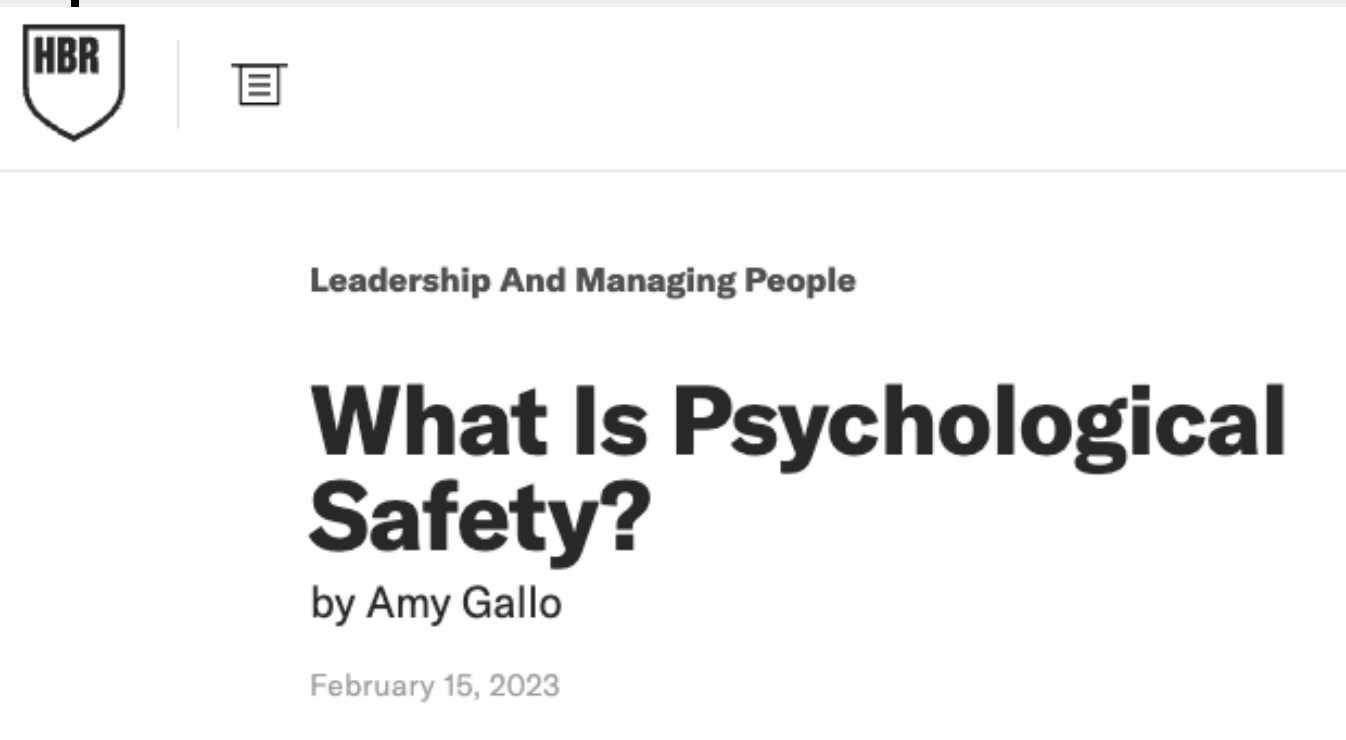 HBR
Leadership And Managing People
What Is Psychological
Safety?
by Amy Gallo
February 15, 2023